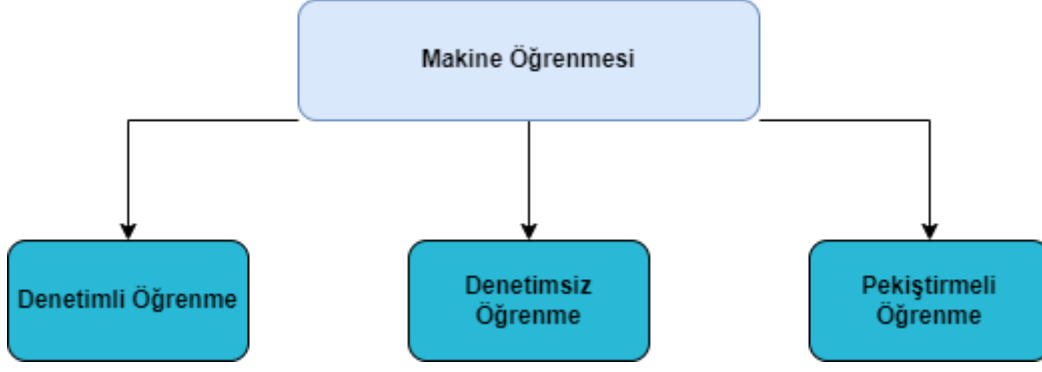 Makine Öğrenmesi
Denetimli Öğrenme
Denetimsiz
Öğrenme
Pekiştirmeli
Öğrenme